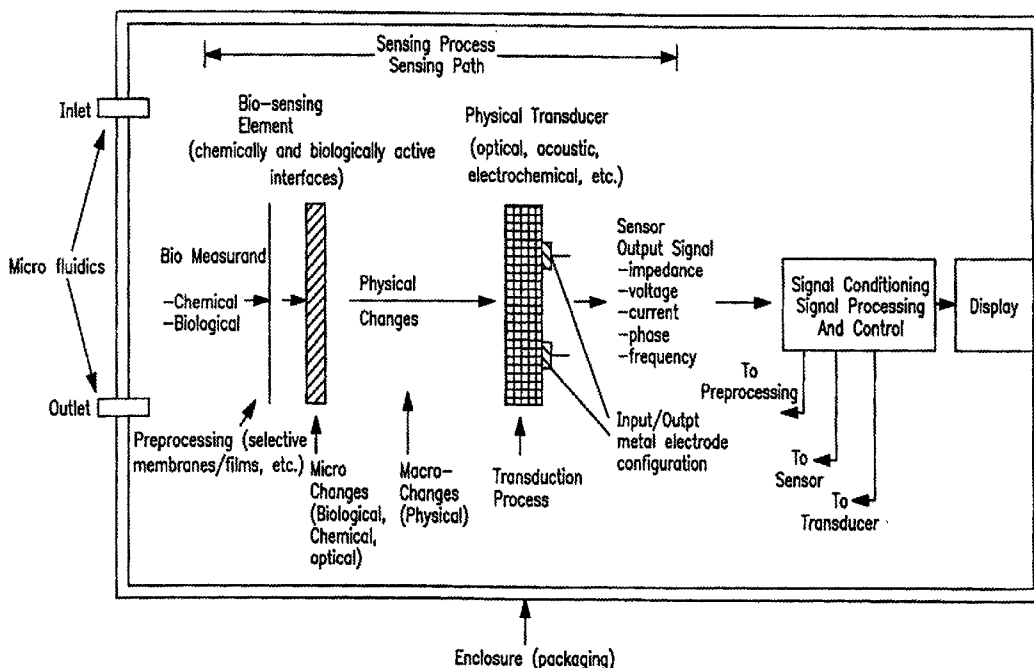 Sensing Process
Sensing Path
Inlet
Bio-sensing
Element
(chemically and biologically active
interfaces)
Physical Transducer
(optical, acoustic,
electrochemical, etc.)
Micro fluidics
Bio Measurand
-Chemical
-Biological
Physical
Changes
Sensor
Output Signal
-impedance
-voltage
-current
-phase
-frequency
Signal Conditioning
Signal Processing
And Control
Display
Outlet
Preprocessing (selective
membranes/films, etc.)
Micro
Changes
(Biological,
Chemical,
optical)
Macro-
Changes
(Physical)
Transduction
Process
Input/Outpt
metal electrode
configuration
To
Preprocessing
To
Sensor
To
Transducer
Enclosure (packaging)